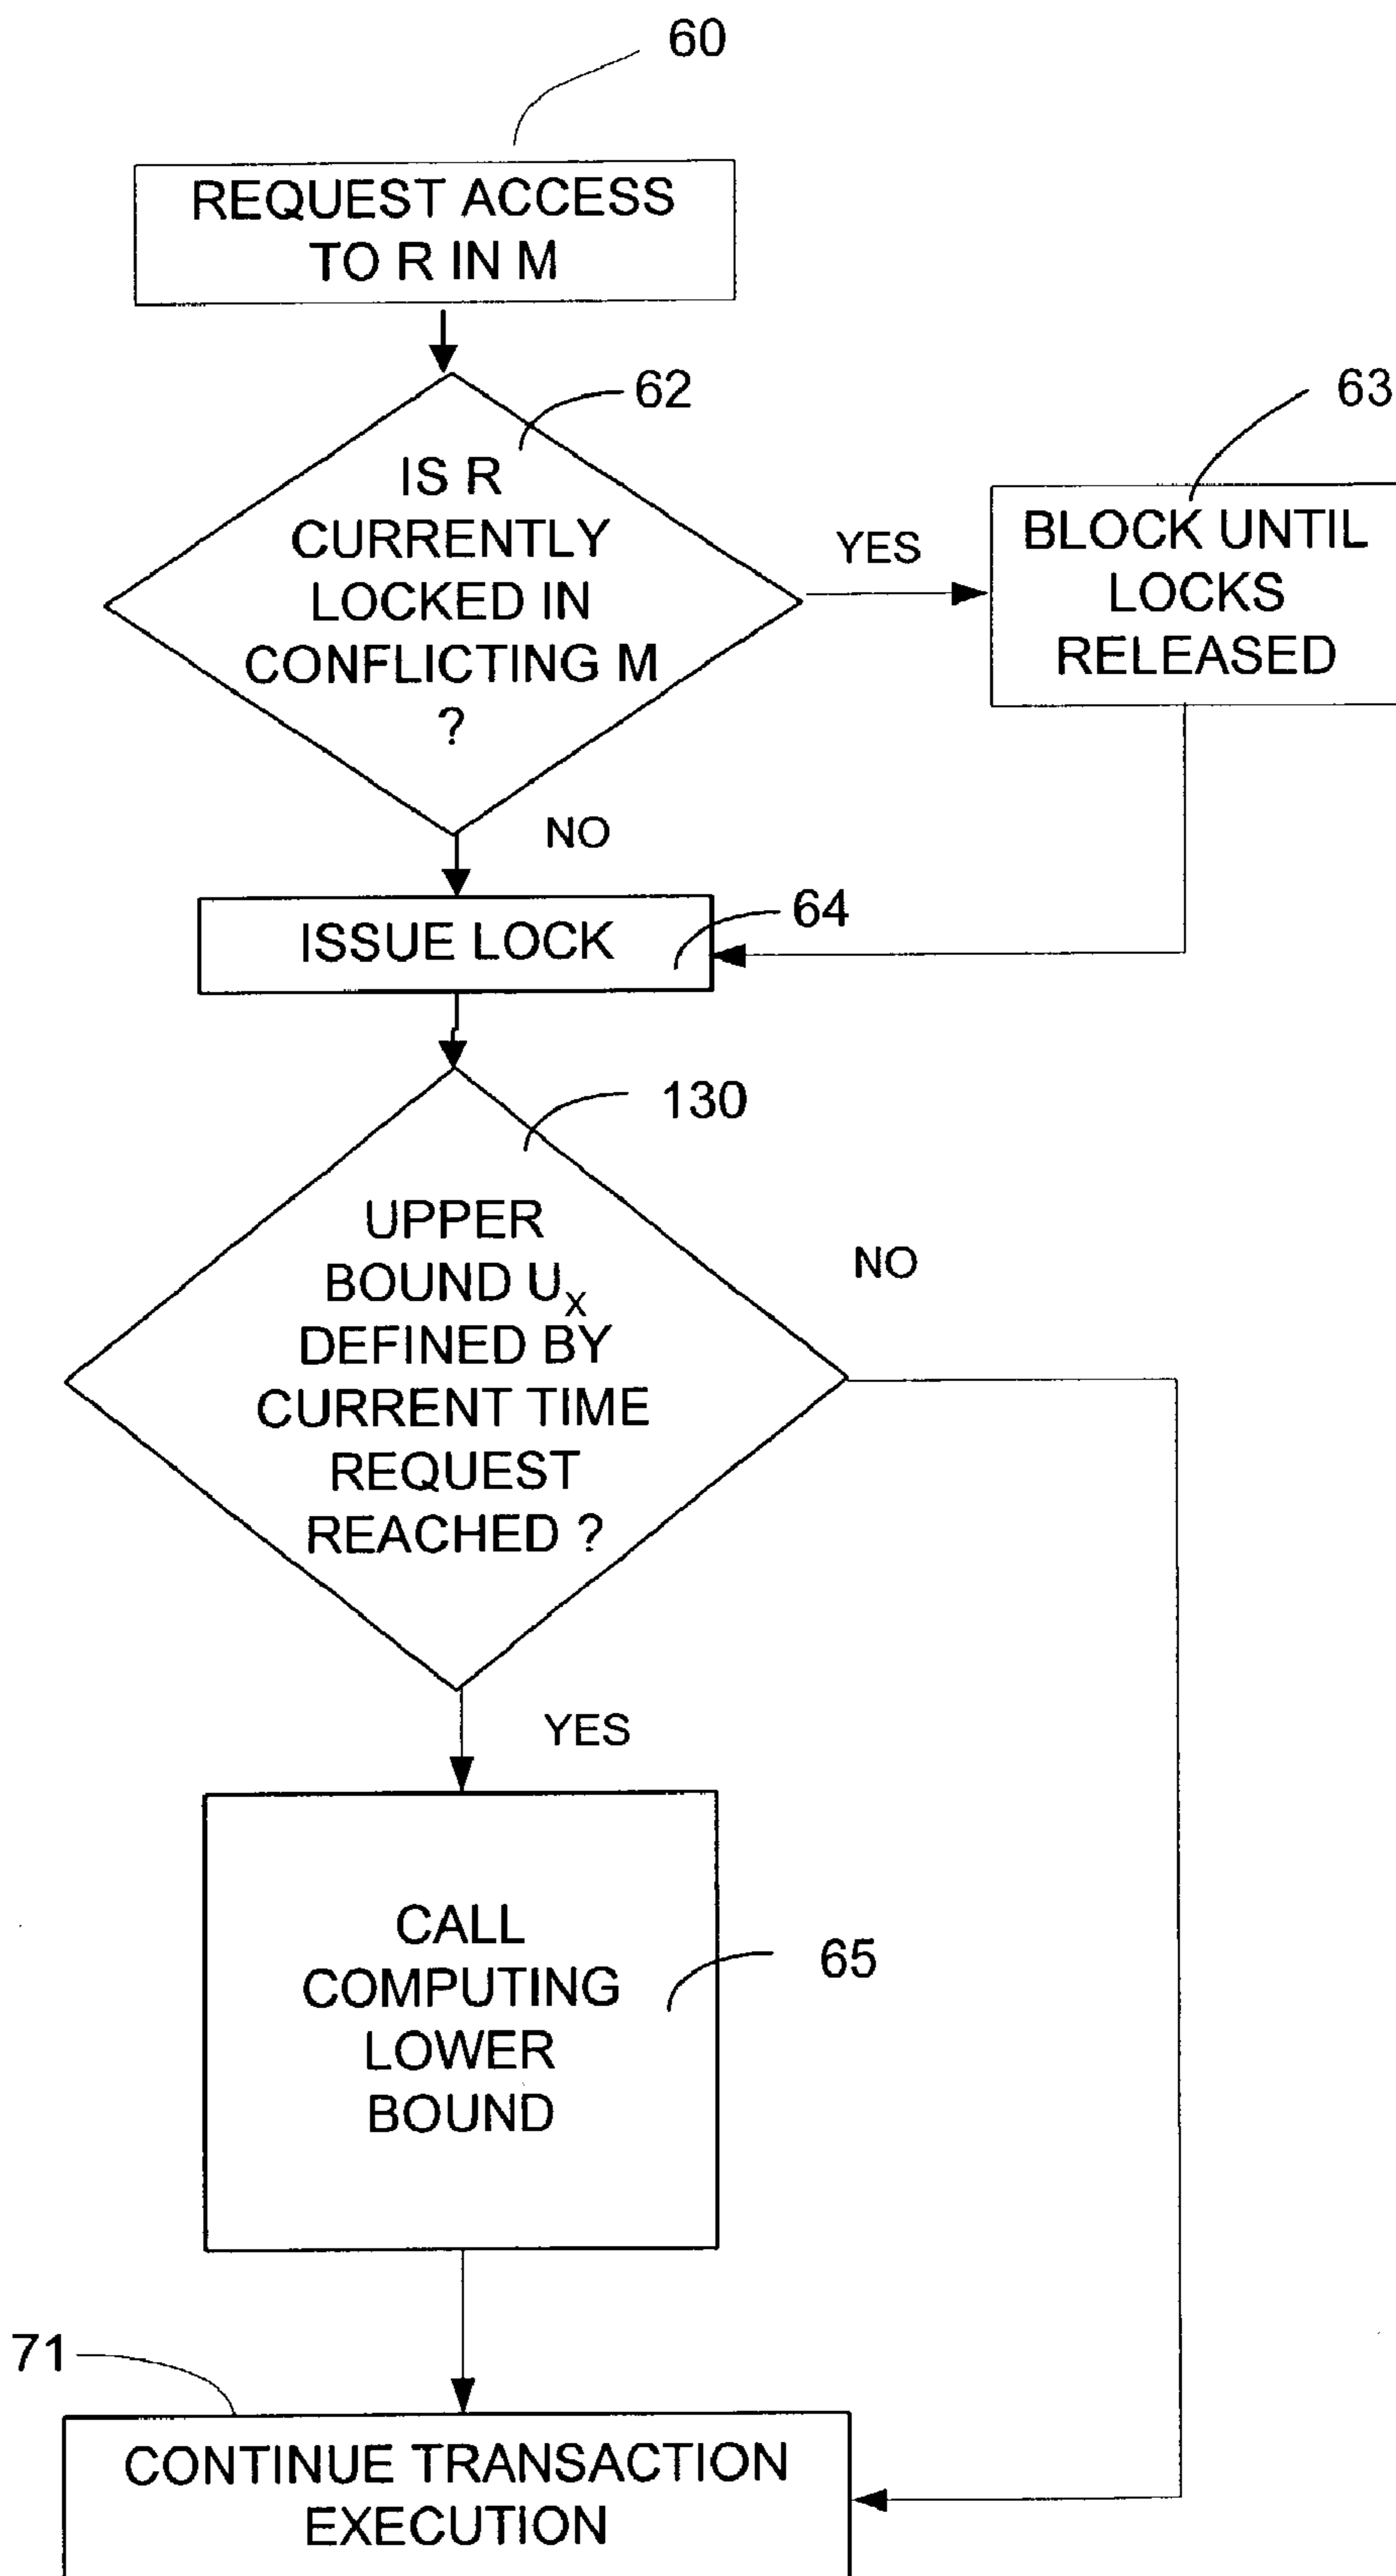 60
REQUEST ACCESS
TO R IN M
62
IS R
CURRENTLY
LOCKED IN
CONFLICTING M
?
YES
63
BLOCK UNTIL
LOCKS
RELEASED
NO
64
ISSUE LOCK
130
UPPER
BOUND UX
DEFINED BY
CURRENT TIME
REQUEST
REACHED ?
NO
YES
CALL
COMPUTING
LOWER
BOUND
65
71
CONTINUE TRANSACTION
EXECUTION